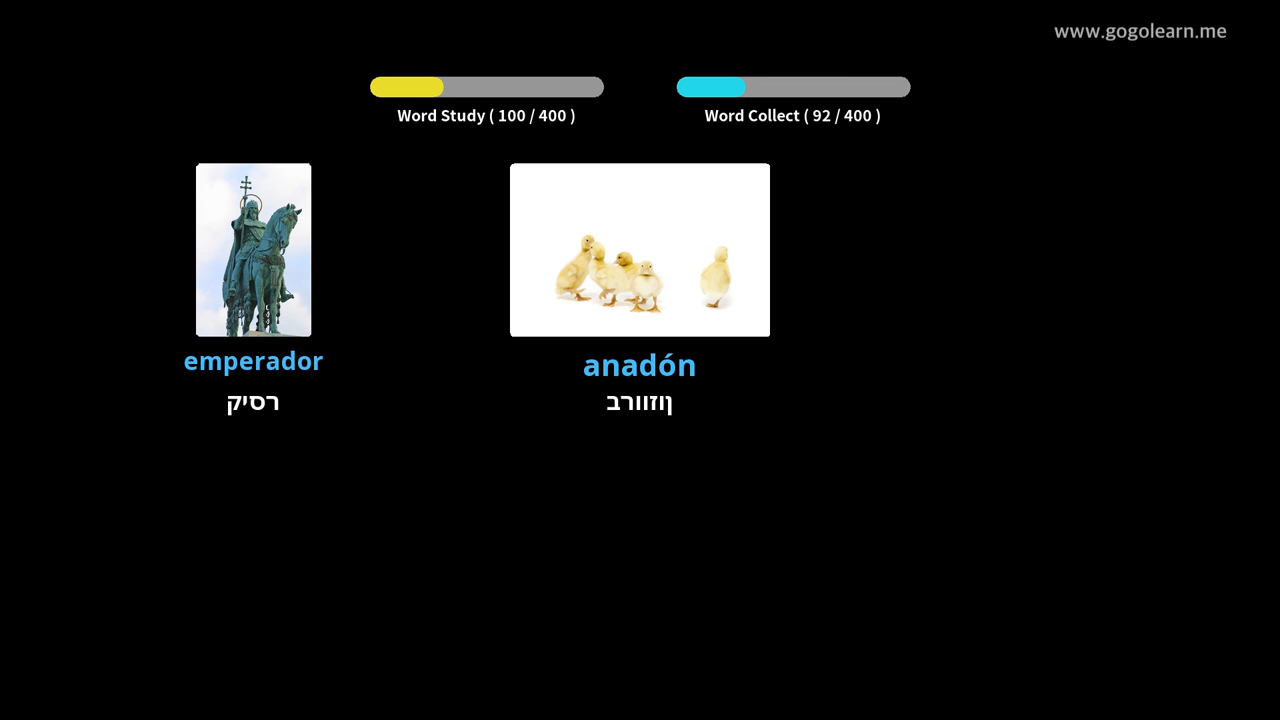 www.gogolearn.me
Word Study ( 100 / 400 )
Word Collect ( 92 / 400 )
emperador
רסיק
anadón
ןוזוורב